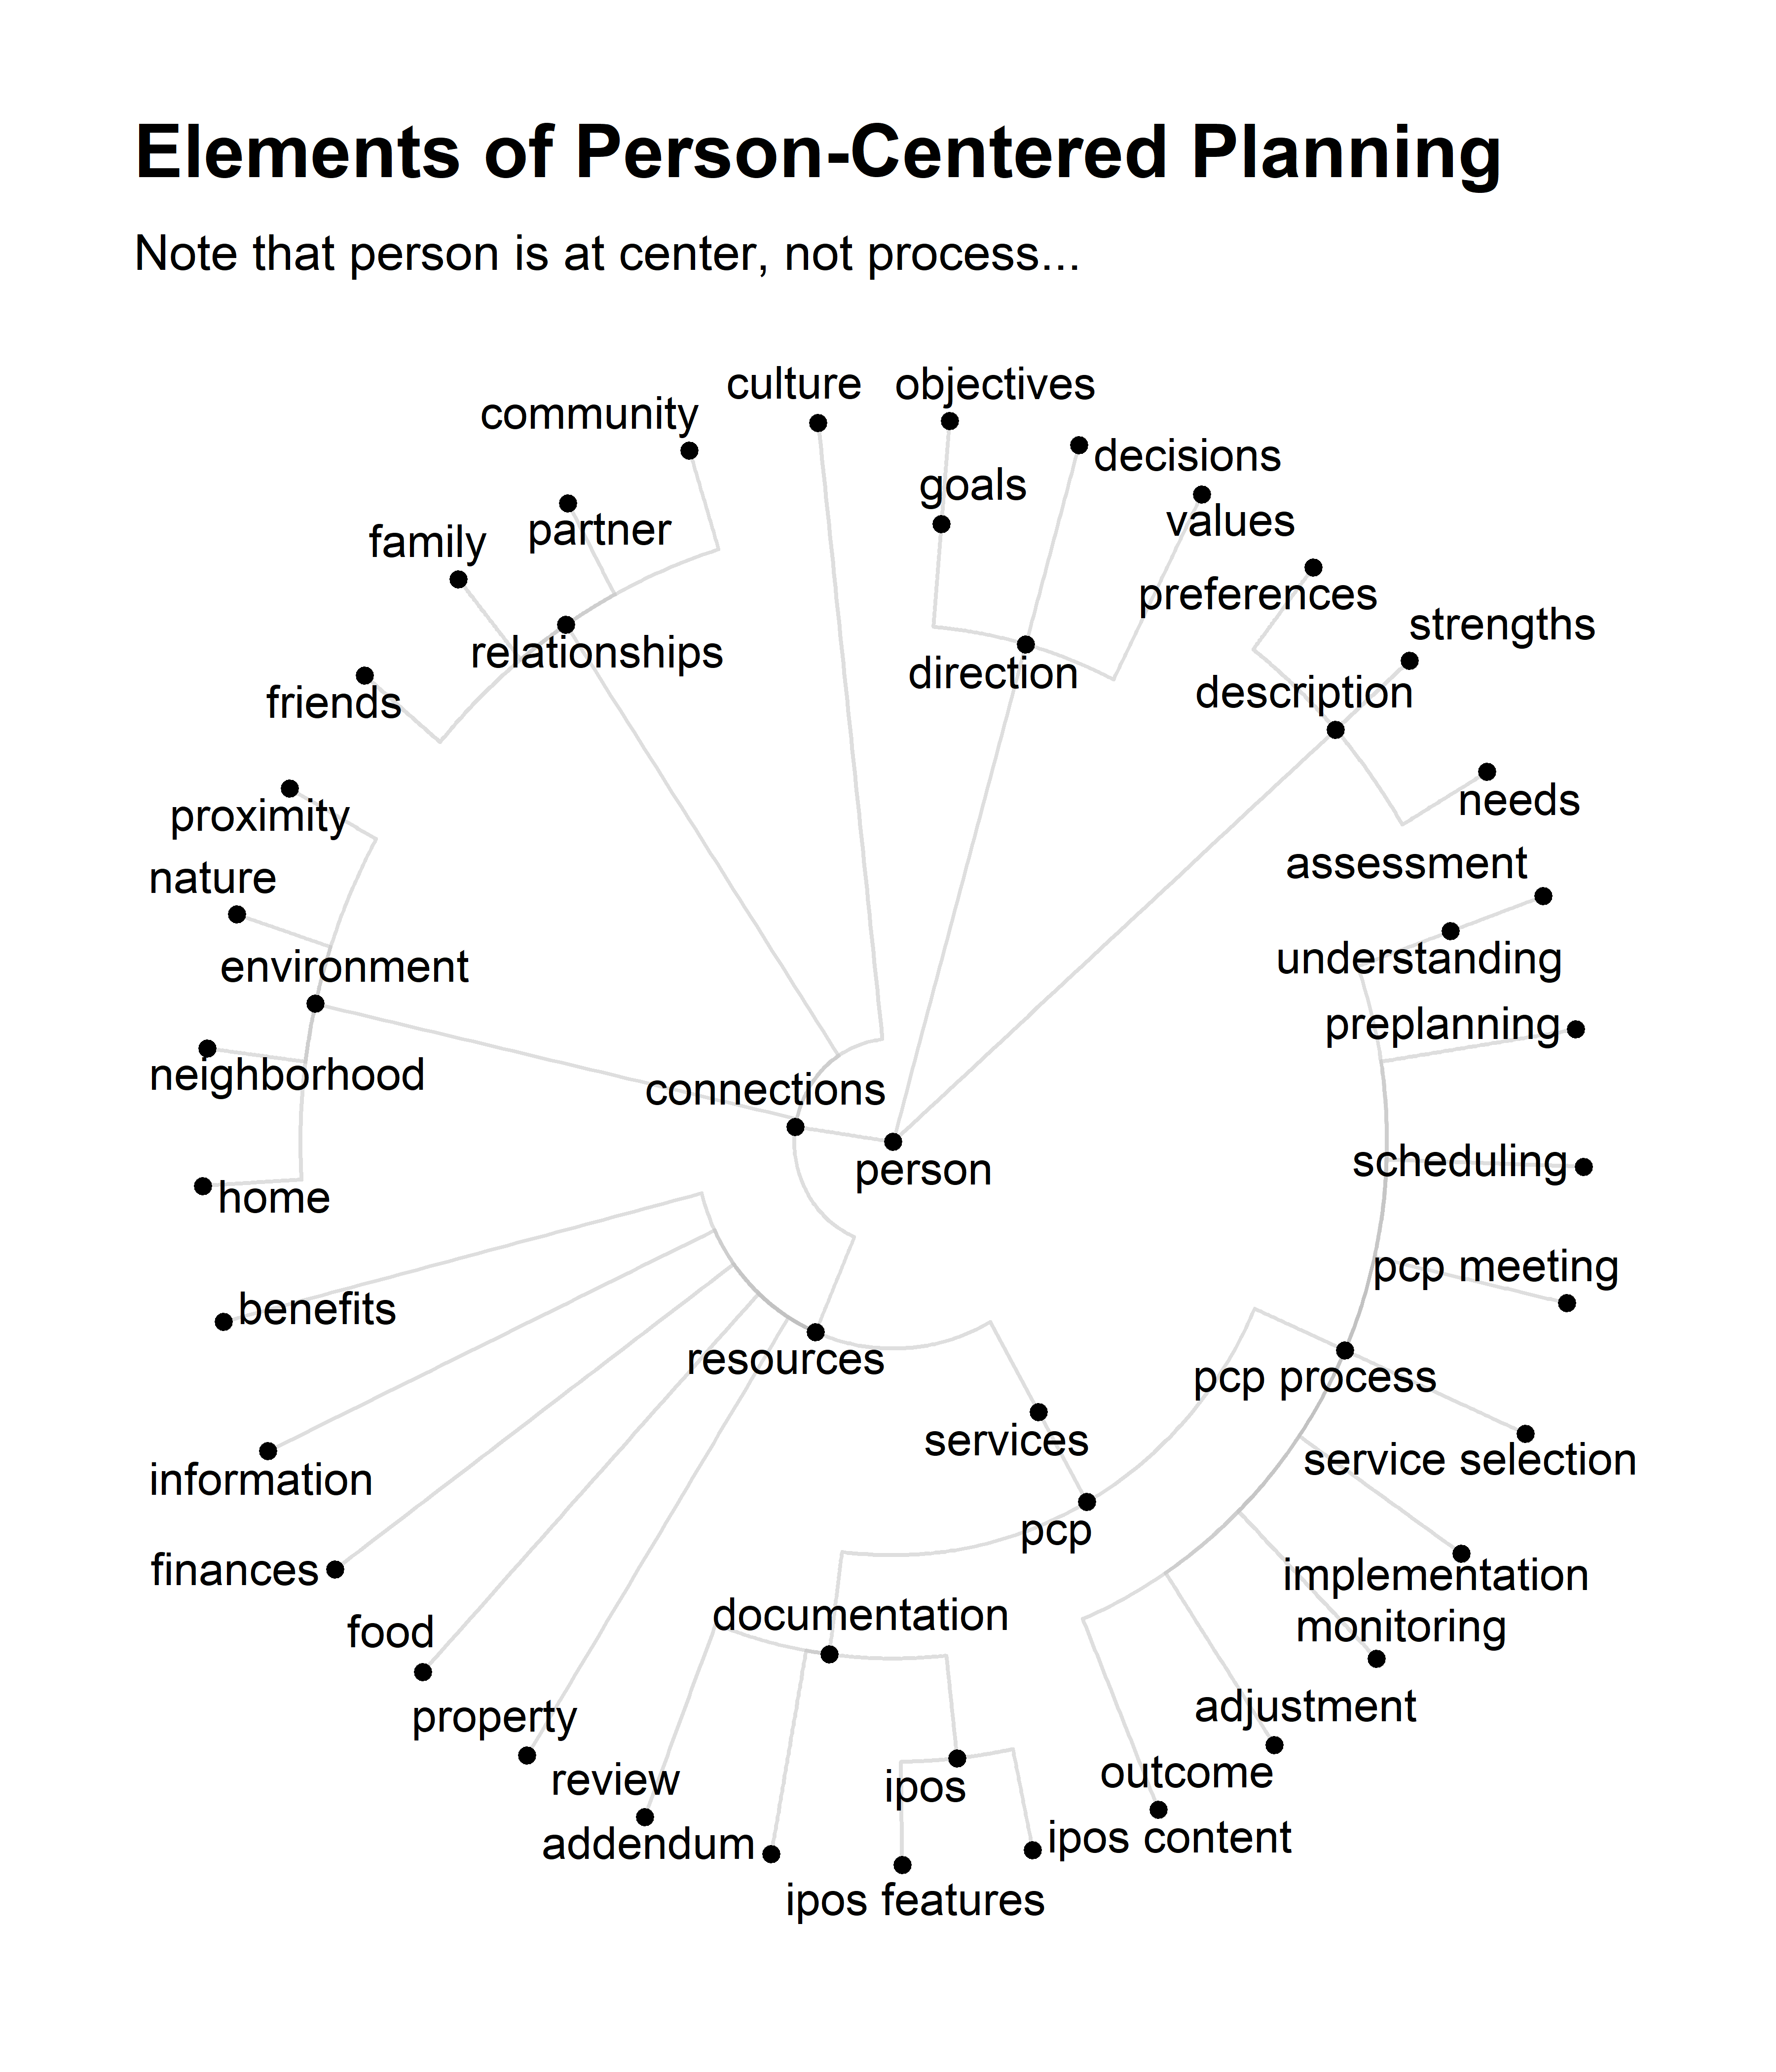 Elements of Person-Centered Planning
Note that person is at center, not process...
culture
objectives
community
decisions
goals
values
partner
family
preferences
strengths
relationships
direction
description
friends
needs
proximity
assessment
nature
understanding
environment
preplanning
neighborhood
connections
scheduling
person
home
pcp meeting
benefits
resources
pcp process
services
service selection
information
pcp
finances
implementation
documentation
monitoring
food
adjustment
property
outcome
review
ipos
ipos content
addendum
ipos features